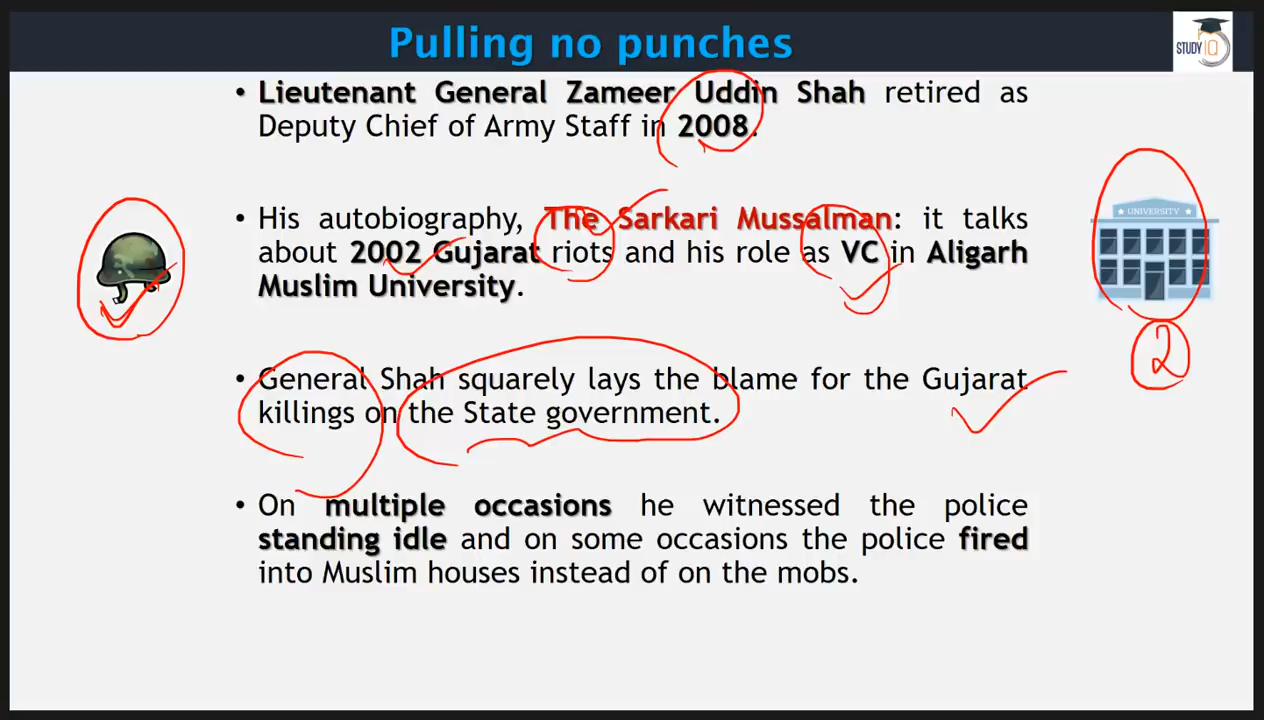 Pulling no punches
STUDY IQ
• Lieutenant General Zameer Uddin Shah retired as
Deputy Chief of Army Staff in 2008.
• His autobiography, The Sarkari Mussalman: it talks
about 2002 Gujarat riots and his role as VC in Aligarh
Muslim University.
UNIVERSITY
2
• General Shah squarely lays the blame for the Gujarat
killings on the State government.
• On multiple occasions he witnessed the police
standing idle and on some occasions the police fired
into Muslim houses instead of on the mobs.